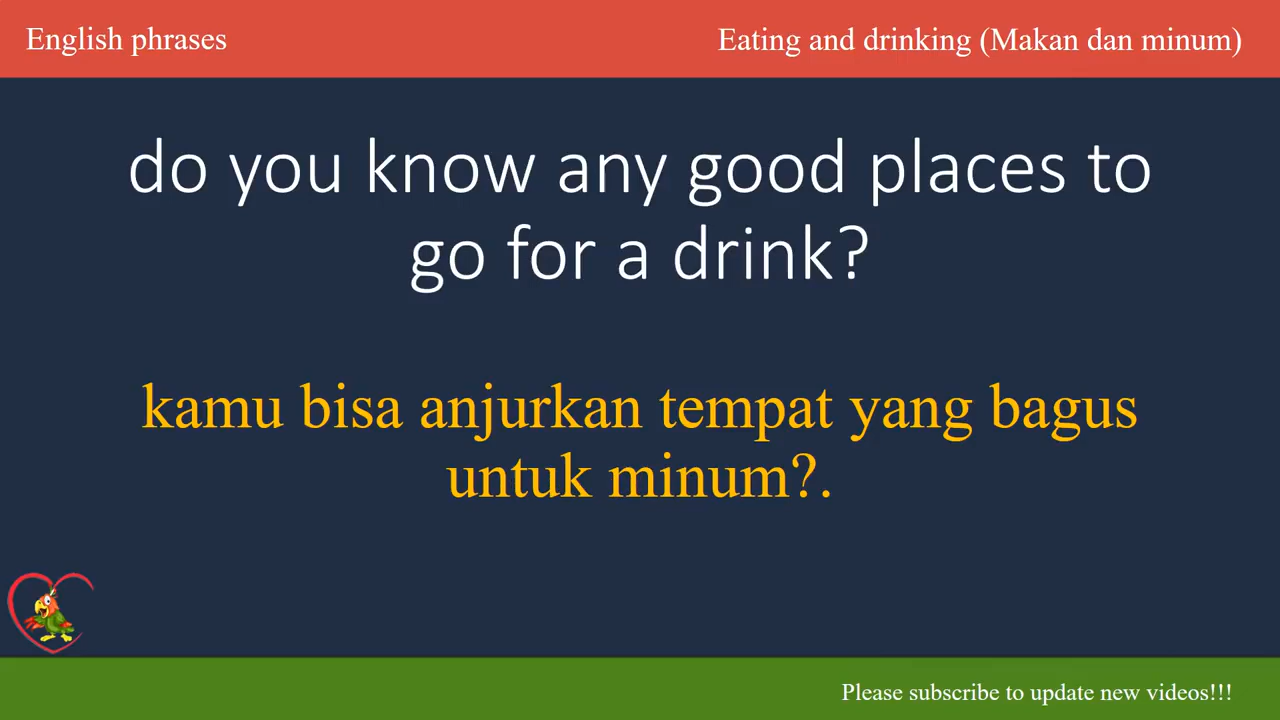 English phrases
Eating and drinking (Makan dan minum)
do you know any good places to
go for a drink?
kamu bisa anjurkan tempat yang bagus
untuk minum?.
Please subscribe to update new videos!!!